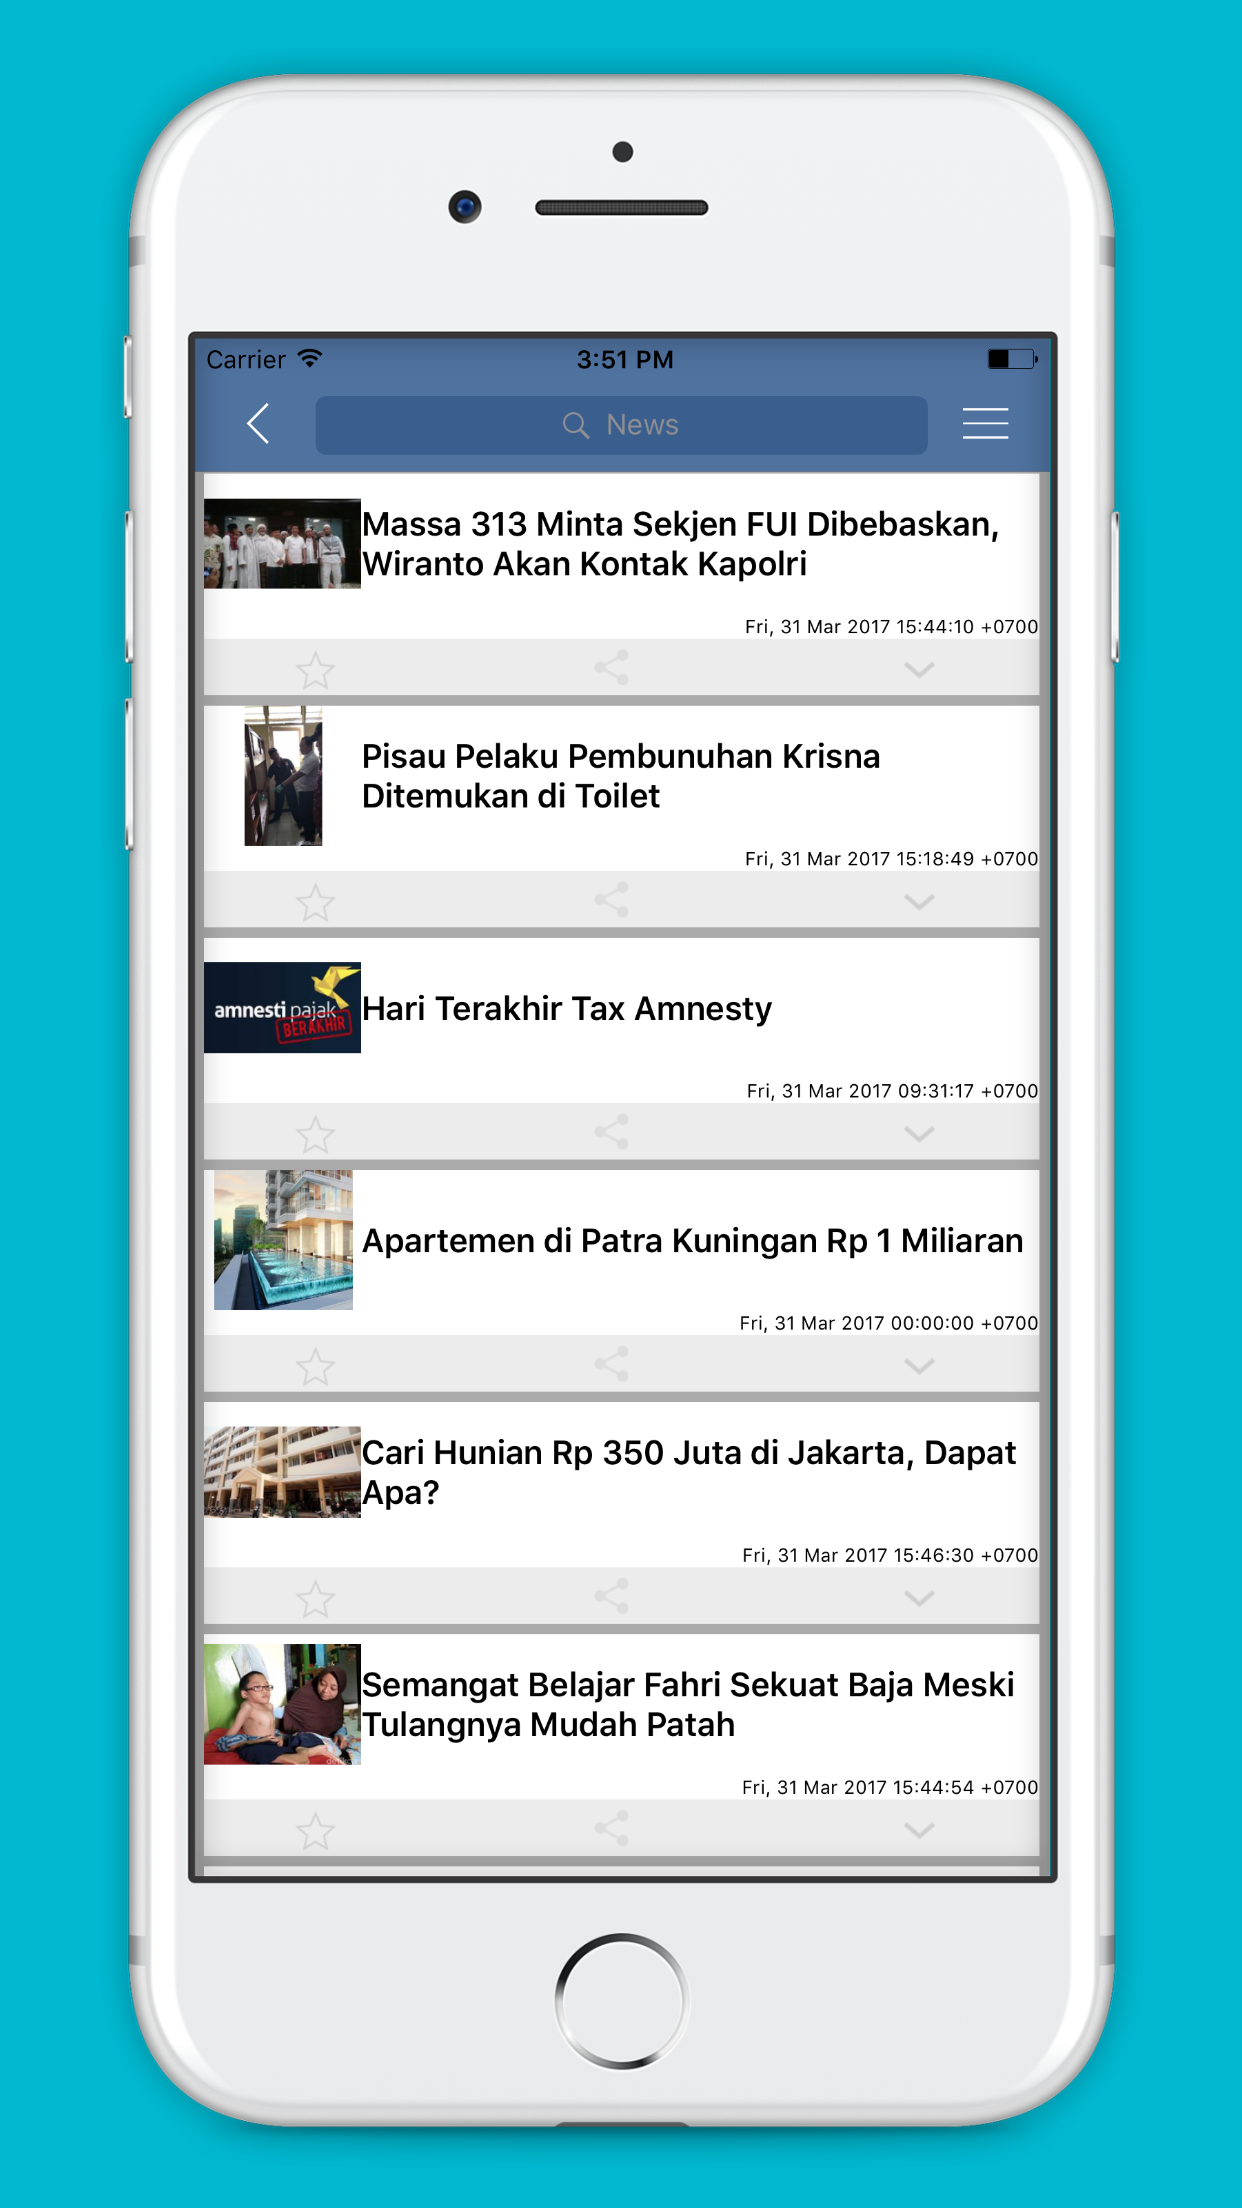 Carrier
3:51 PM
News
Massa 313 Minta Sekjen FUI Dibebaskan,
Wiranto Akan Kontak Kapolri
Fri, 31 Mar 2017 15:44:10 +0700
Pisau Pelaku Pembunuhan Krisna
Ditemukan di Toilet
Fri, 31 Mar 2017 15:18:49 +0700
amnesti pajak
BERAKHIR
Hari Terakhir Tax Amnesty
Fri, 31 Mar 2017 09:31:17 +0700
Apartemen di Patra Kuningan Rp 1 Miliaran
Fri, 31 Mar 2017 00:00:00 +0700
Cari Hunian Rp 350 Juta di Jakarta, Dapat
Apa?
Fri, 31 Mar 2017 15:46:30 +0700
Semangat Belajar Fahri Sekuat Baja Meski
Tulangnya Mudah Patah
Fri, 31 Mar 2017 15:44:54 +0700